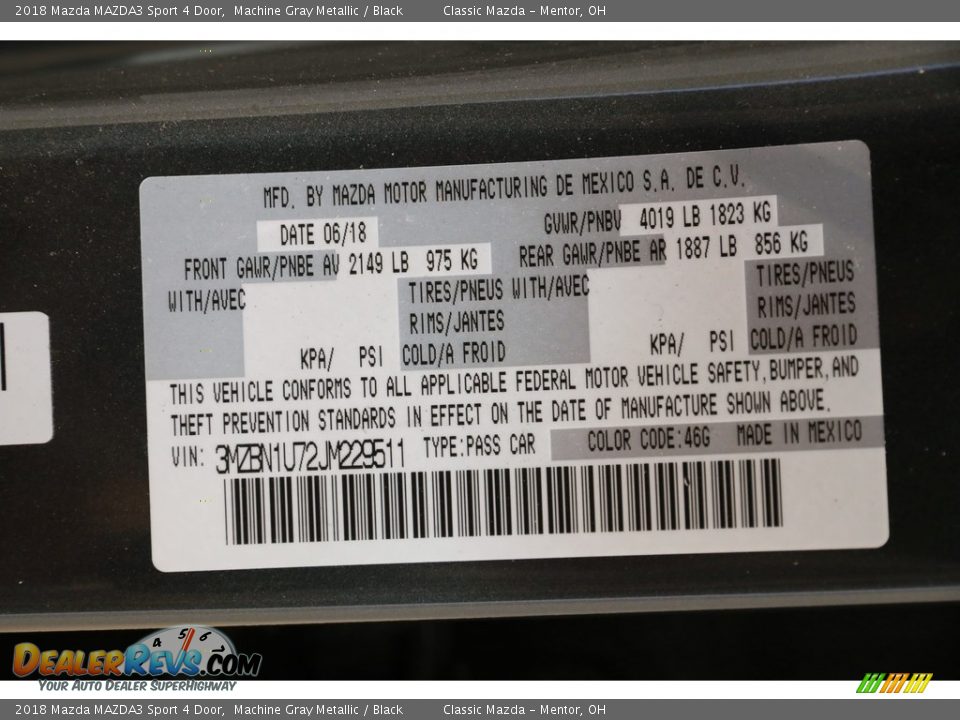 2018 Mazda MAZDA3 Sport 4 Door, Machine Gray Metallic / Black Classic Mazda - Mentor, OH
MFD. BY MAZDA MOTOR MANUFACTURING DE MEXICO S.A. DE C.V.
DATE 06/18 GVWR/PNBV 4019 LB 1823 KG
FRONT GAWR/PNBE AV 2149 LB 975 KG REAR GAWR/PNBE AR 1887 LB 856 KG
WITH/AVEC TIRES/PNEUS WITH/AVEC TIRES/PNEUS
RIMS/JANTES RIMS/JANTES
KPA/ PSI COLD/A FROID KPA/ PSI COLD/A FROID
THIS VEHICLE CONFORMS TO ALL APPLICABLE FEDERAL MOTOR VEHICLE SAFETY, BUMPER, AND
THEFT PREVENTION STANDARDS IN EFFECT ON THE DATE OF MANUFACTURE SHOWN ABOVE.
VIN: 3MZBN1U72JM229511 TYPE:PASS CAR COLOR CODE:46G MADE IN MEXICO
4 5 6
DEALERREVS.COM
YOUR AUTO DEALER SUPERHIGHWAY
2018 Mazda MAZDA3 Sport 4 Door, Machine Gray Metallic / Black Classic Mazda - Mentor, OH